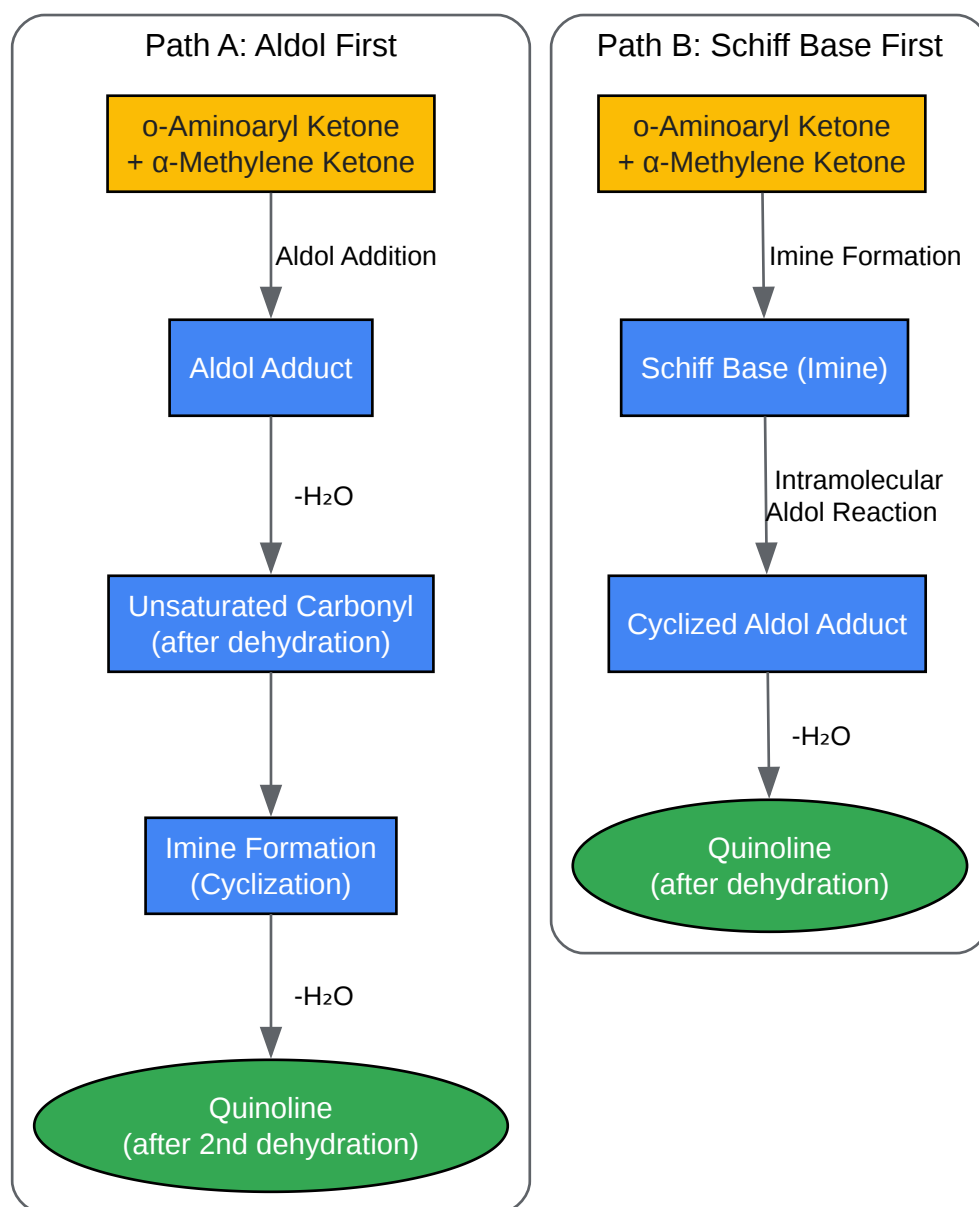 Path A: Aldol First
o-Aminoaryl Ketone
+ α-Methylene Ketone
Aldol Addition
Aldol Adduct
-H₂O
Unsaturated Carbonyl
(after dehydration)
Imine Formation
(Cyclization)
-H₂O
Quinoline
(after 2nd dehydration)
Path B: Schiff Base First
o-Aminoaryl Ketone
+ α-Methylene Ketone
Imine Formation
Schiff Base (Imine)
Intramolecular
Aldol Reaction
Cyclized Aldol Adduct
-H₂O
Quinoline
(after dehydration)